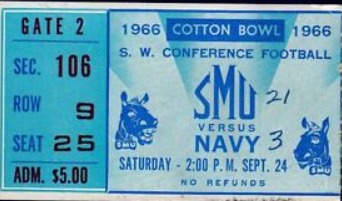 GATE 2
SEC. 106
ROW 9
SEAT 25
ADM. $5.00
1966 COTTON BOWL 1966
S. W. CONFERENCE FOOTBALL
SMU 21
VERSUS
NAVY 3
SATURDAY - 2:00 P.M. SEPT. 24
NO REFUNDS